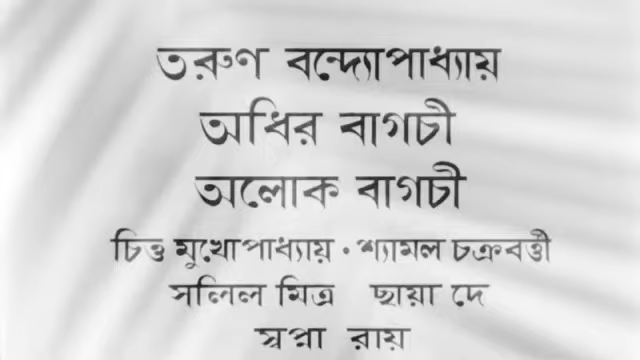 তরুণ বন্দ্যোপাধ্যায়
অধির বাগচী
অলোক বাগচী
চিত্ত মুখোপাধ্যায় • শ্যামল চক্রবর্ত্তী
সলিল মিত্র ছায়া দে
স্বপ্না রায়